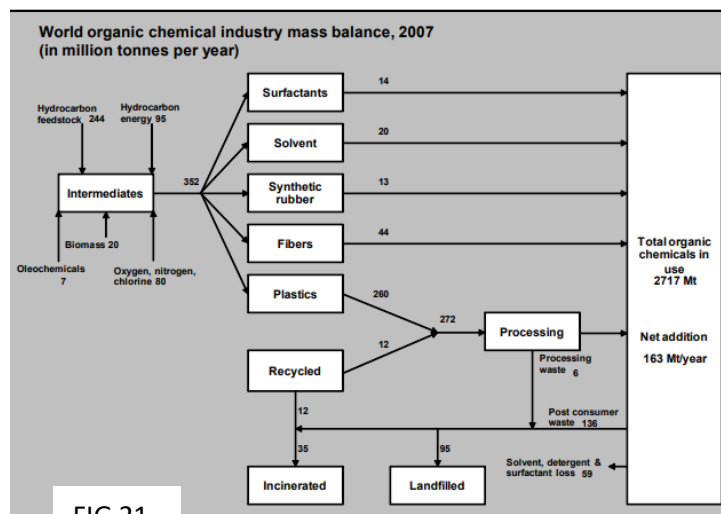 World organic chemical industry mass balance, 2007
(in million tonnes per year)
Surfactants
14
Hydrocarbon
feedstock 244
Hydrocarbon
energy 95
Solvent
20
Intermediates
352
Synthetic
rubber
13
Biomass 20
Oleochemicals
7
Oxygen, nitrogen,
chlorine 80
Fibers
44
Total organic
chemicals in
use
2717 Mt
Plastics
260
272
Processing
Net addition
163 Mt/year
12
Recycled
Processing
waste 6
12
Post consumer
waste 136
35
95
Solvent, detergent &
surfactant loss 59
Incinerated
Landfilled
FIG 21